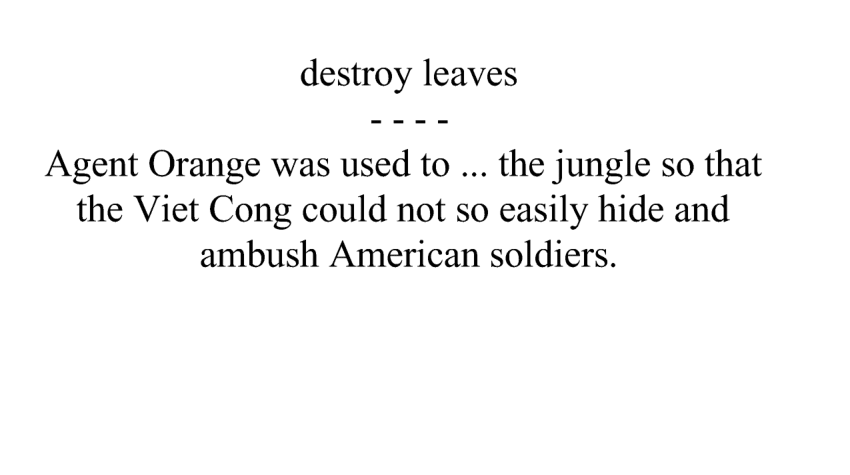 destroy leaves
- - - -
Agent Orange was used to ... the jungle so that
the Viet Cong could not so easily hide and
ambush American soldiers.